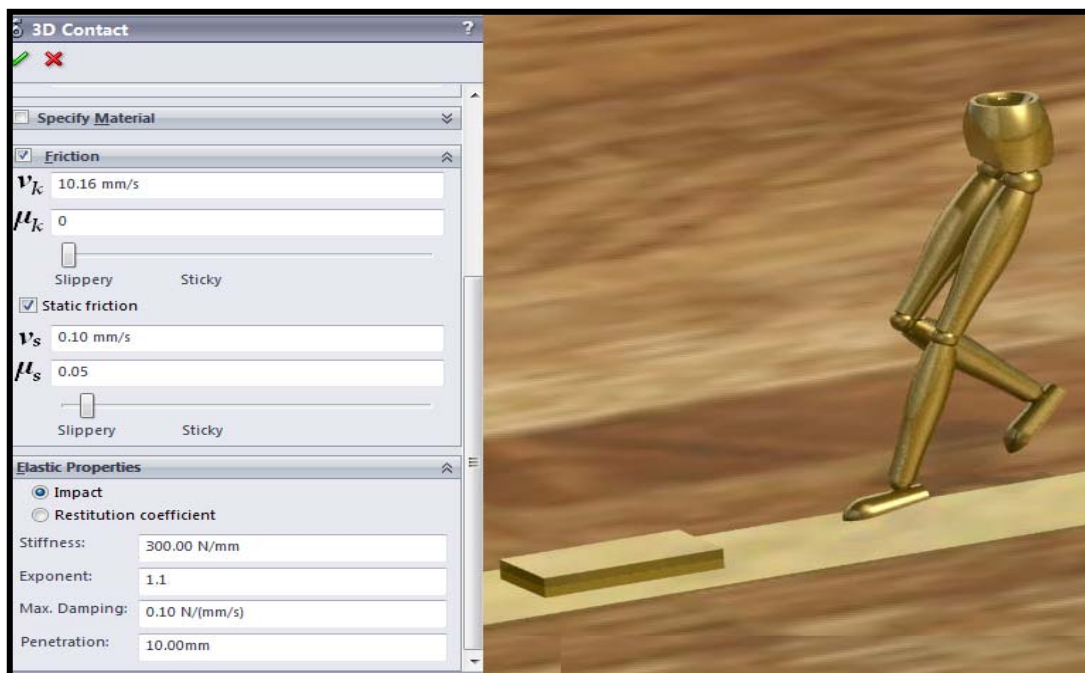 3D Contact ?
Specify Material
Friction
𝒗k 10.16 mm/s
μk 0
Slippery Sticky
Static friction
𝒗s 0.10 mm/s
μs 0.05
Slippery Sticky
Elastic Properties
Impact
Restitution coefficient
Stiffness: 300.00 N/mm
Exponent: 1.1
Max. Damping: 0.10 N/(mm/s)
Penetration: 10.00mm